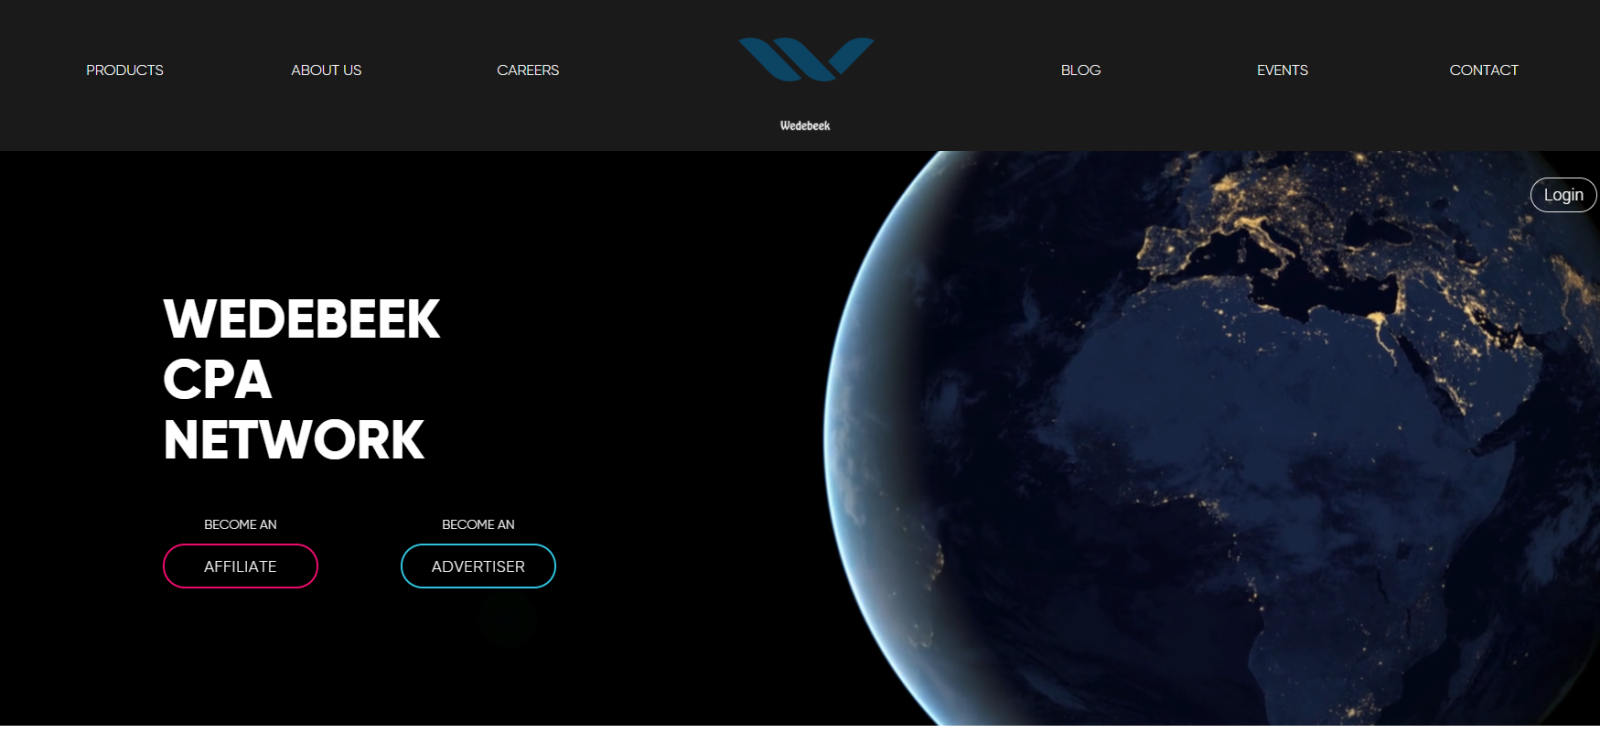 PRODUCTS
ABOUT US
CAREERS
Wedebeek
BLOG
EVENTS
CONTACT
Login
WEDEBEEK
CPA
NETWORK
BECOME AN
AFFILIATE
BECOME AN
ADVERTISER